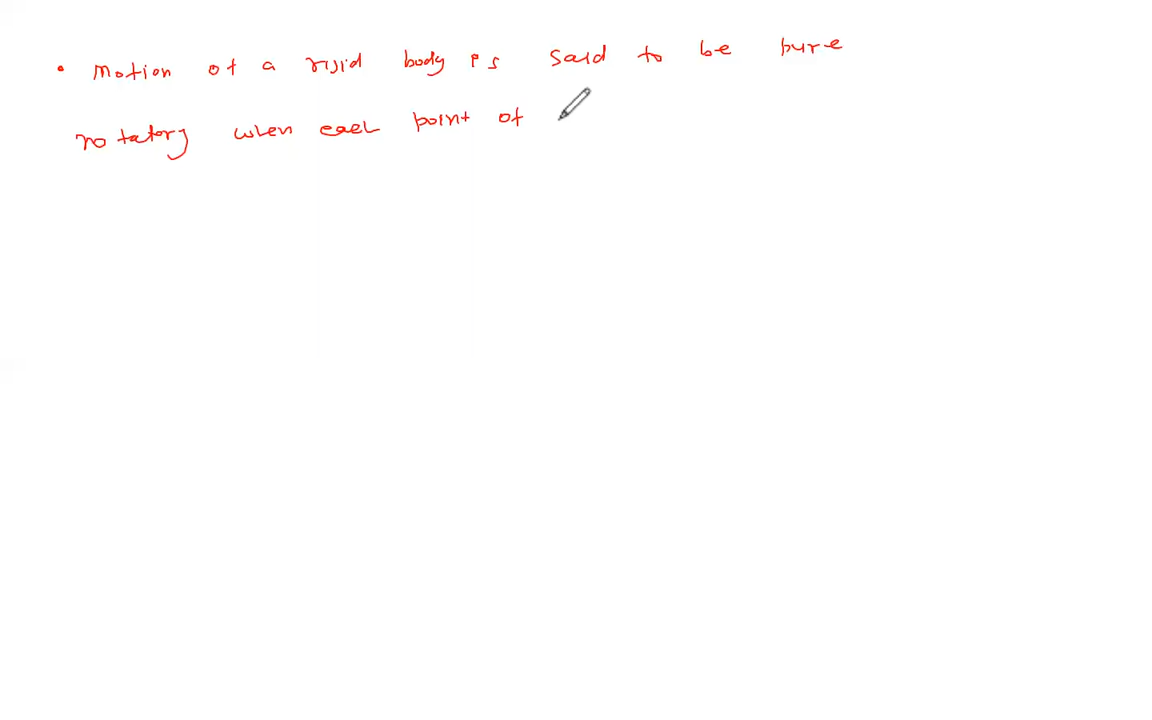 • Motion of a rigid body is said to be pure
rotatory when each point of